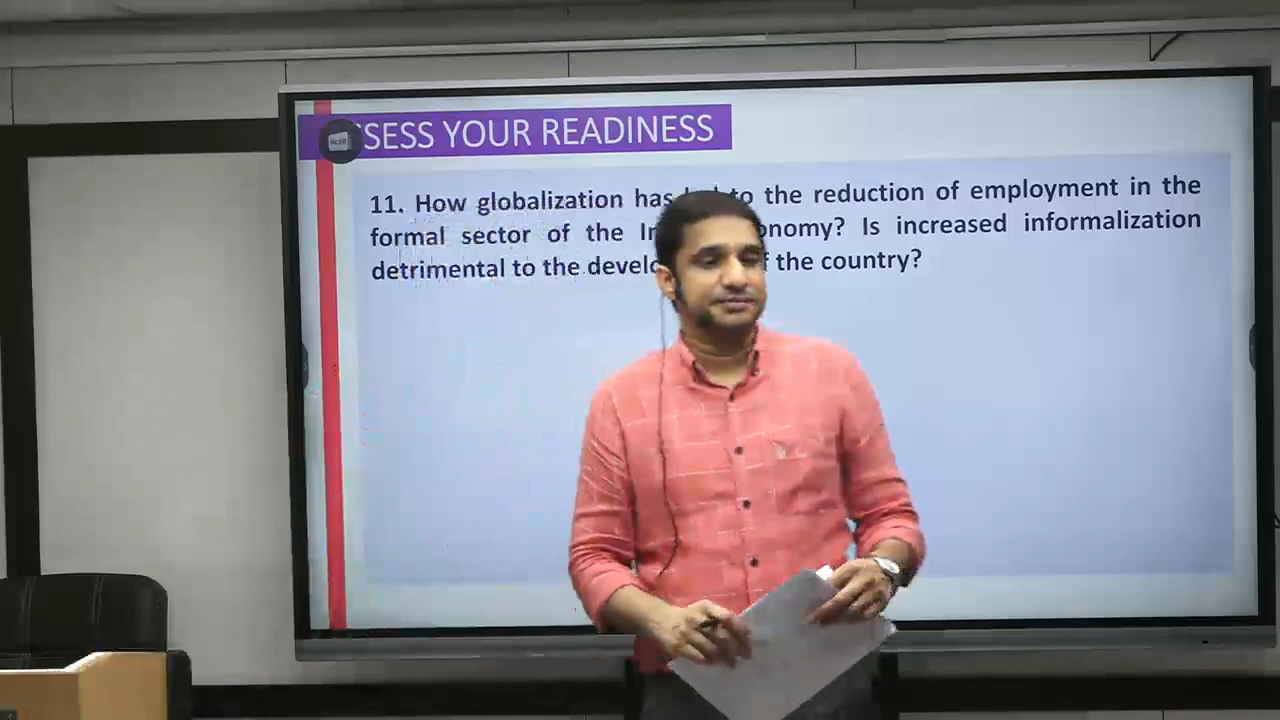 SESS YOUR READINESS
11. How globalization has to the reduction of employment in the
formal sector of the onomy? Is increased informalization
detrimental to the develo the country?